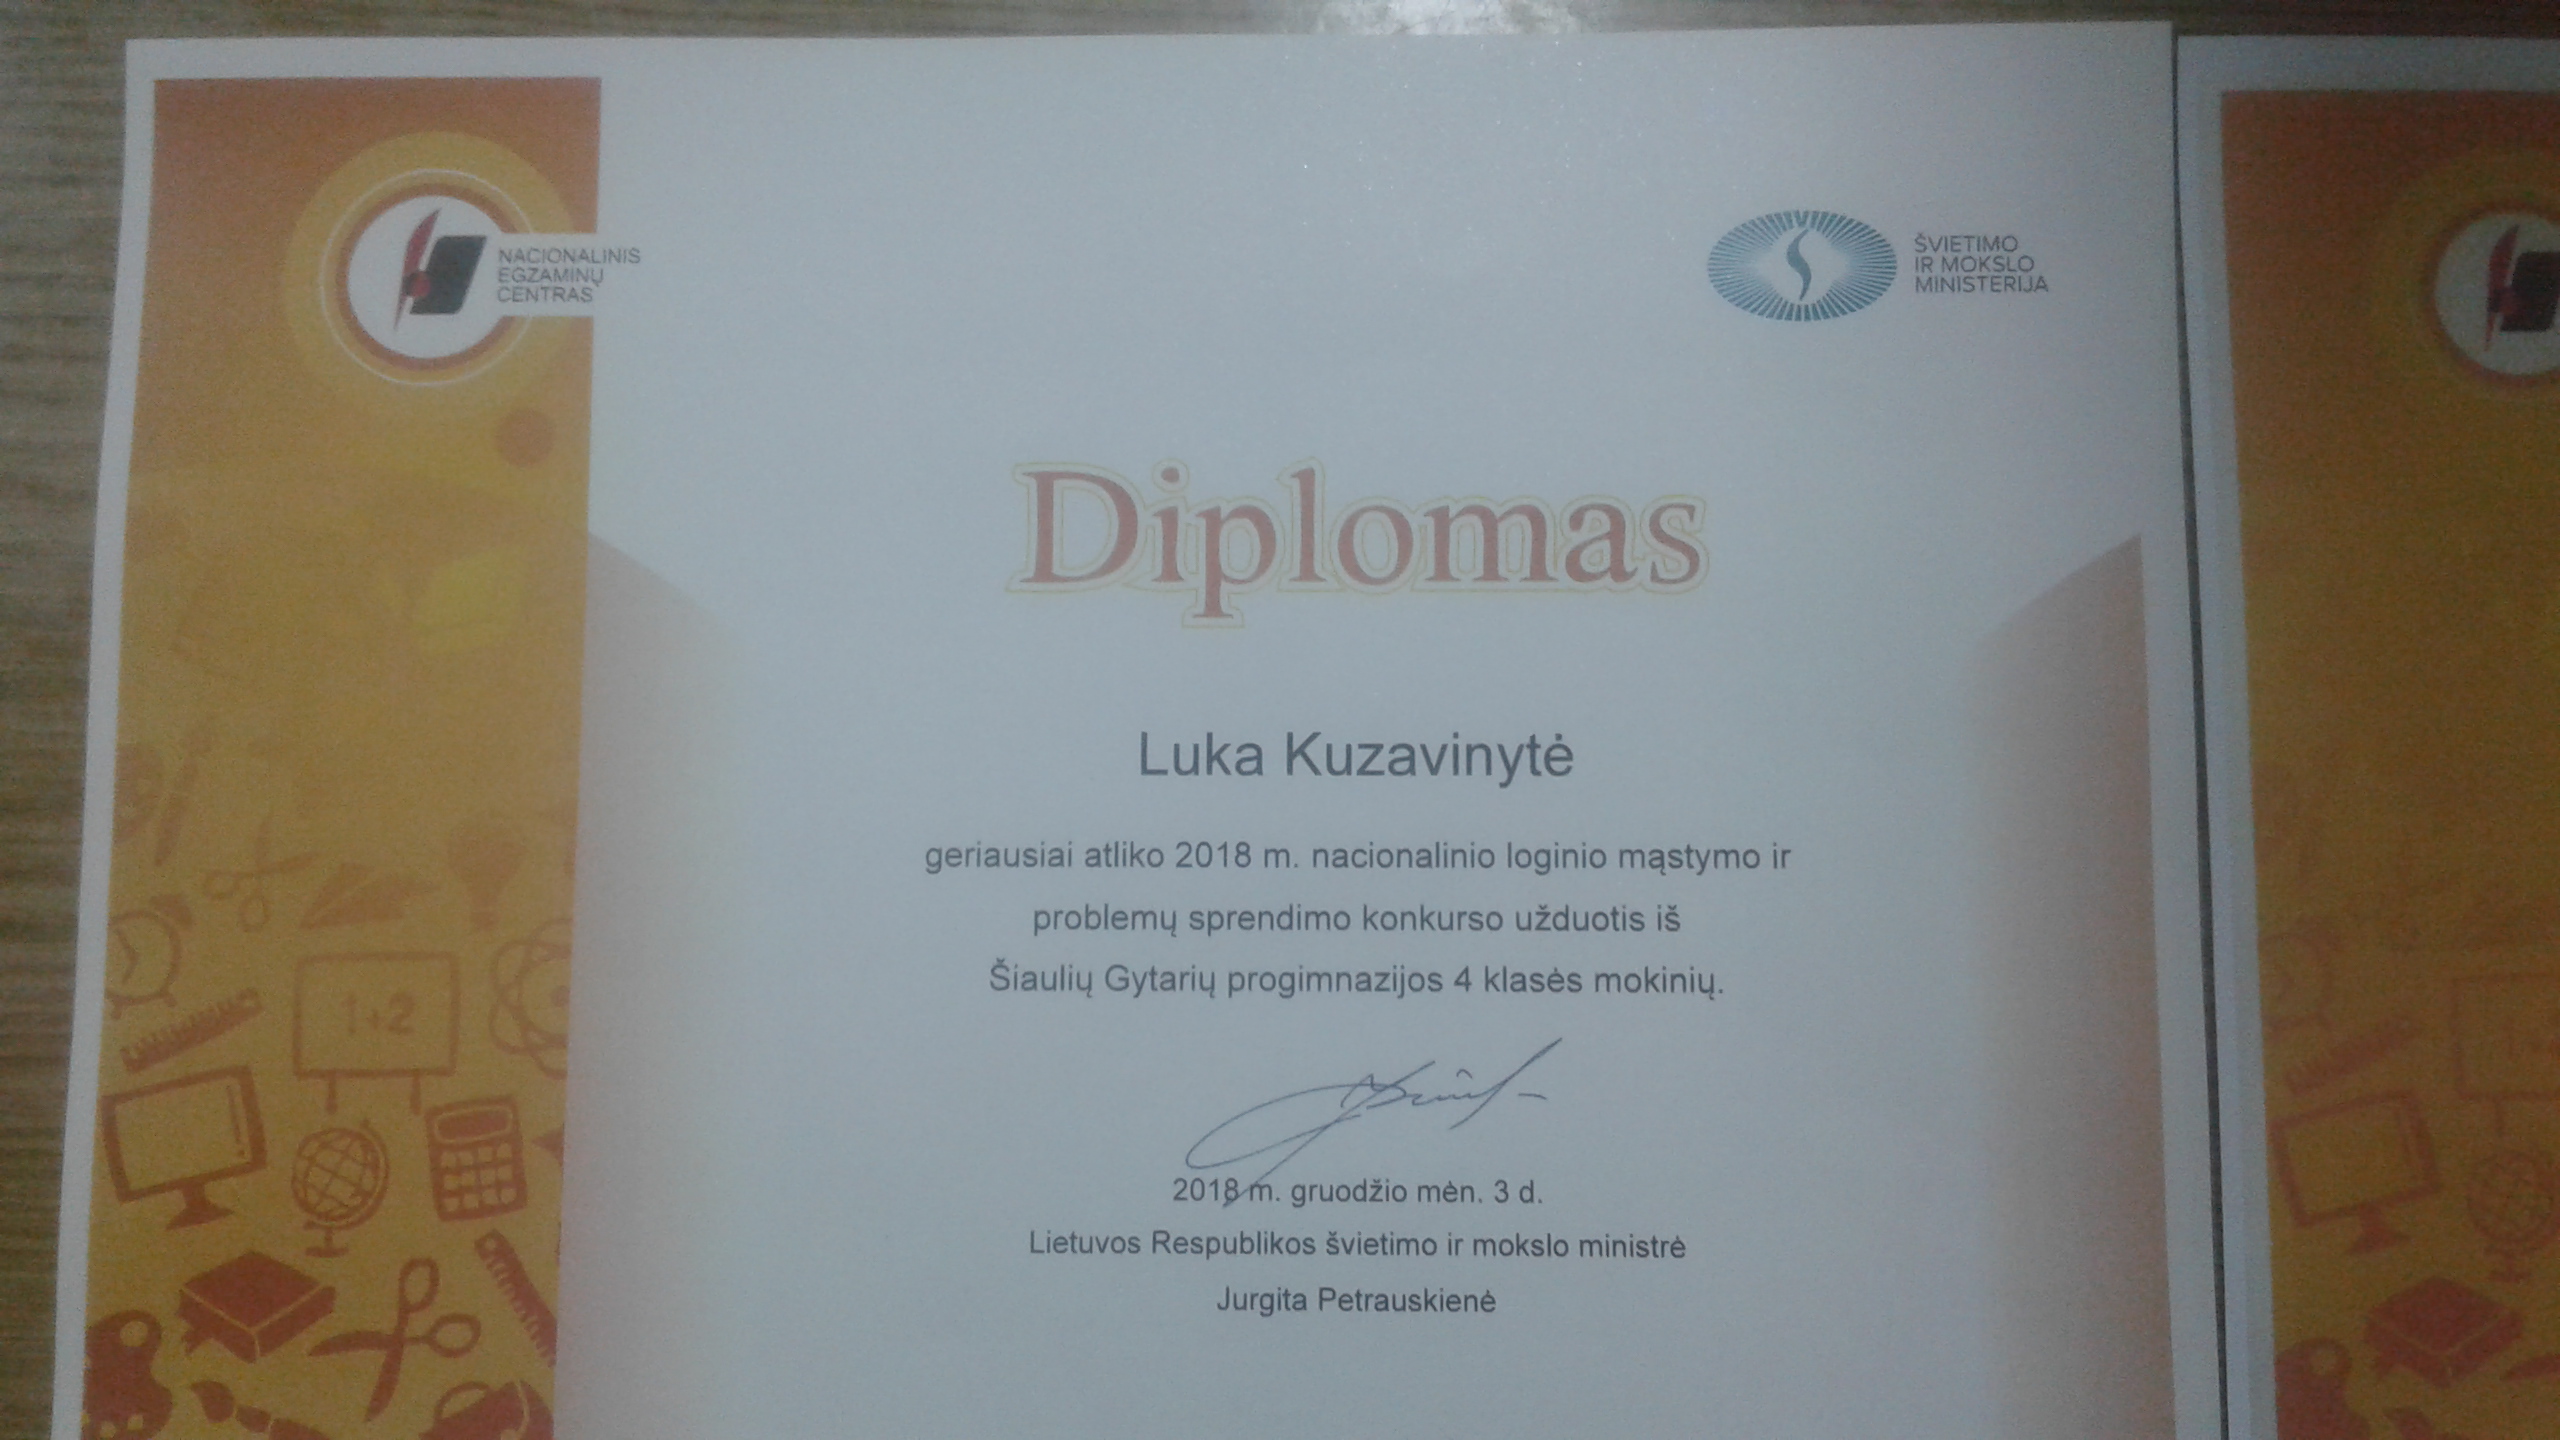 NACIONALINIS
EGZAMINŲ
CENTRAS
ŠVIETIMO
IR MOKSLO
MINISTERIJA
Diplomas
Luka Kuzavinytė
geriausiai atliko 2018 m. nacionalinio loginio mąstymo ir
problemų sprendimo konkurso užduotis iš
Šiaulių Gytarių progimnazijos 4 klasės mokinių.
2018 m. gruodžio mėn. 3 d.
Lietuvos Respublikos švietimo ir mokslo ministrė
Jurgita Petrauskienė
1+2